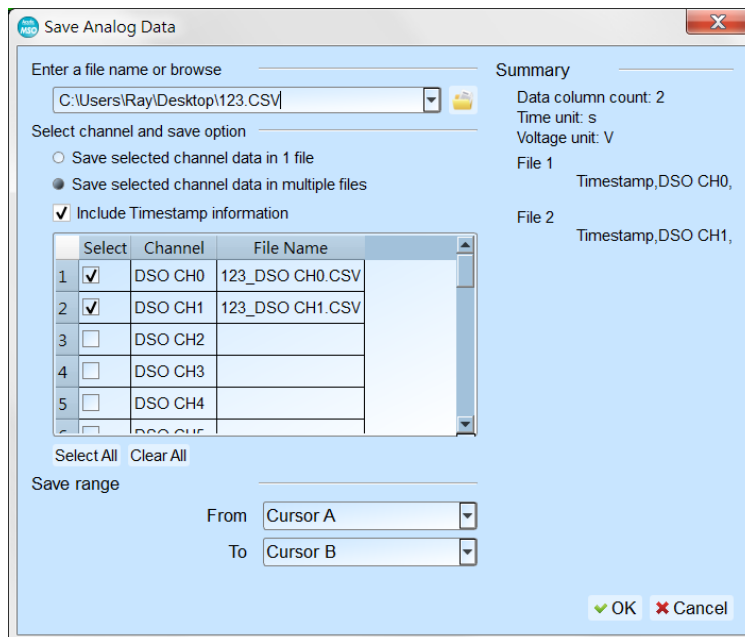 Save Analog Data
Enter a file name or browse
C:\Users\Ray\Desktop\123.CSV
Select channel and save option
Save selected channel data in 1 file
Save selected channel data in multiple files
Include Timestamp information
Select Channel File Name
1 DSO CH0 123_DSO CH0.CSV
2 DSO CH1 123_DSO CH1.CSV
3 DSO CH2
4 DSO CH3
5 DSO CH4
DSO CH5
Select All Clear All
Save range
From Cursor A
To Cursor B
Summary
Data column count: 2
Time unit: s
Voltage unit: V
File 1
Timestamp,DSO CH0,
File 2
Timestamp,DSO CH1,
OK Cancel